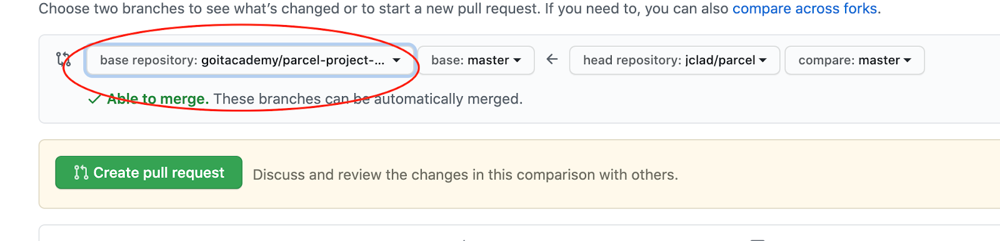 Choose two branches to see what’s changed or to start a new pull request. If you need to, you can also compare across forks.
base repository: goitacademy/parcel-project-... base: master head repository: jclad/parcel compare: master
Able to merge. These branches can be automatically merged.
Create pull request Discuss and review the changes in this comparison with others.